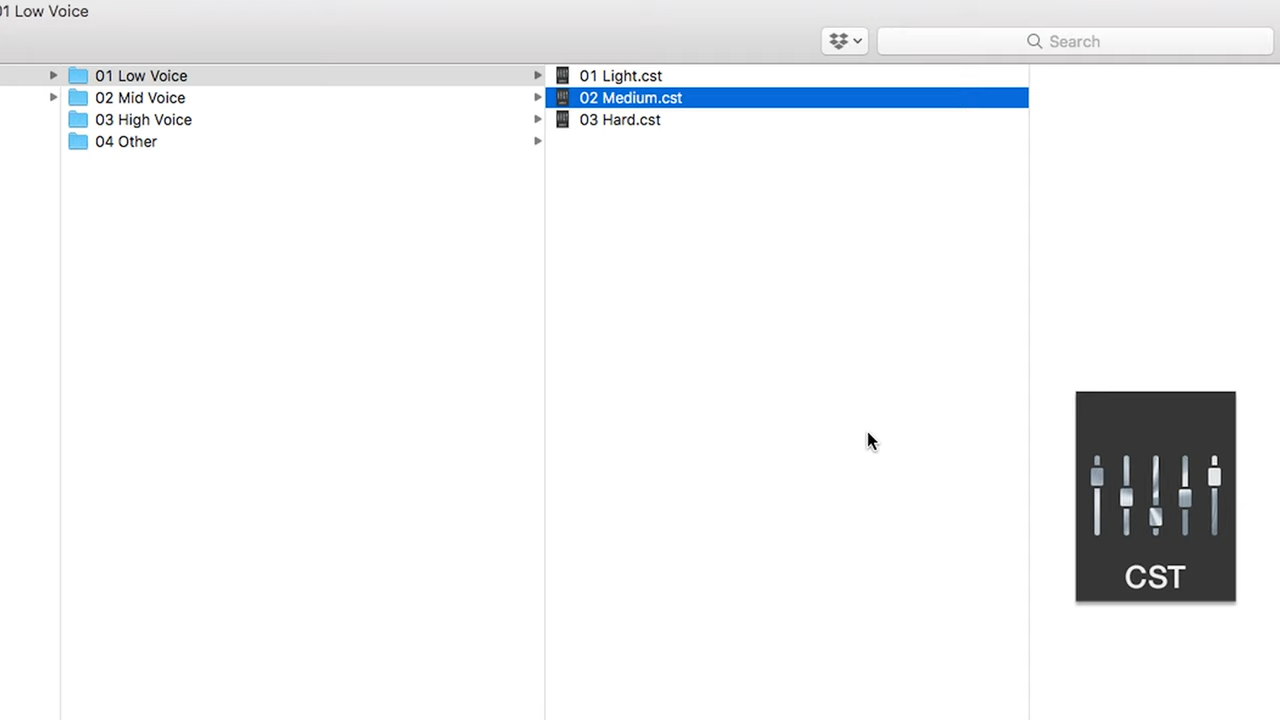 01 Low Voice
Search
01 Low Voice
02 Mid Voice
03 High Voice
04 Other
01 Light.cst
02 Medium.cst
03 Hard.cst
CST